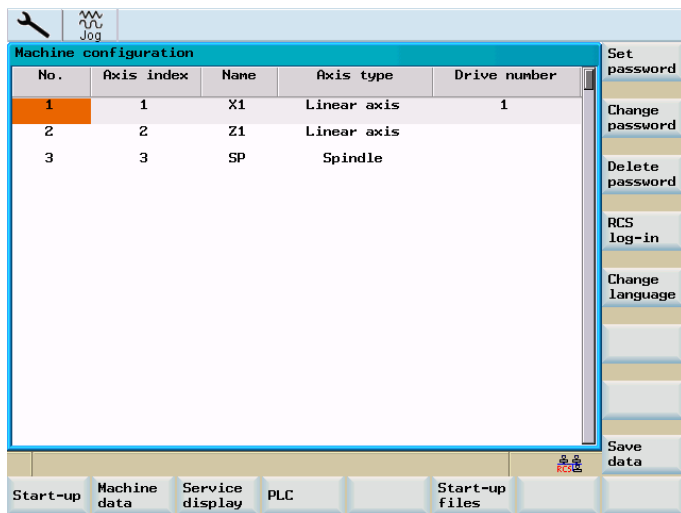 Jog
Machine configuration
No. Axis index Name Axis type Drive number
1 1 X1 Linear axis 1
2 2 Z1 Linear axis
3 3 SP Spindle
Set
password
Change
password
Delete
password
RCS
log-in
Change
language
Save
data
RCS
Start-up
Machine
data
Service
display
PLC
Start-up
files